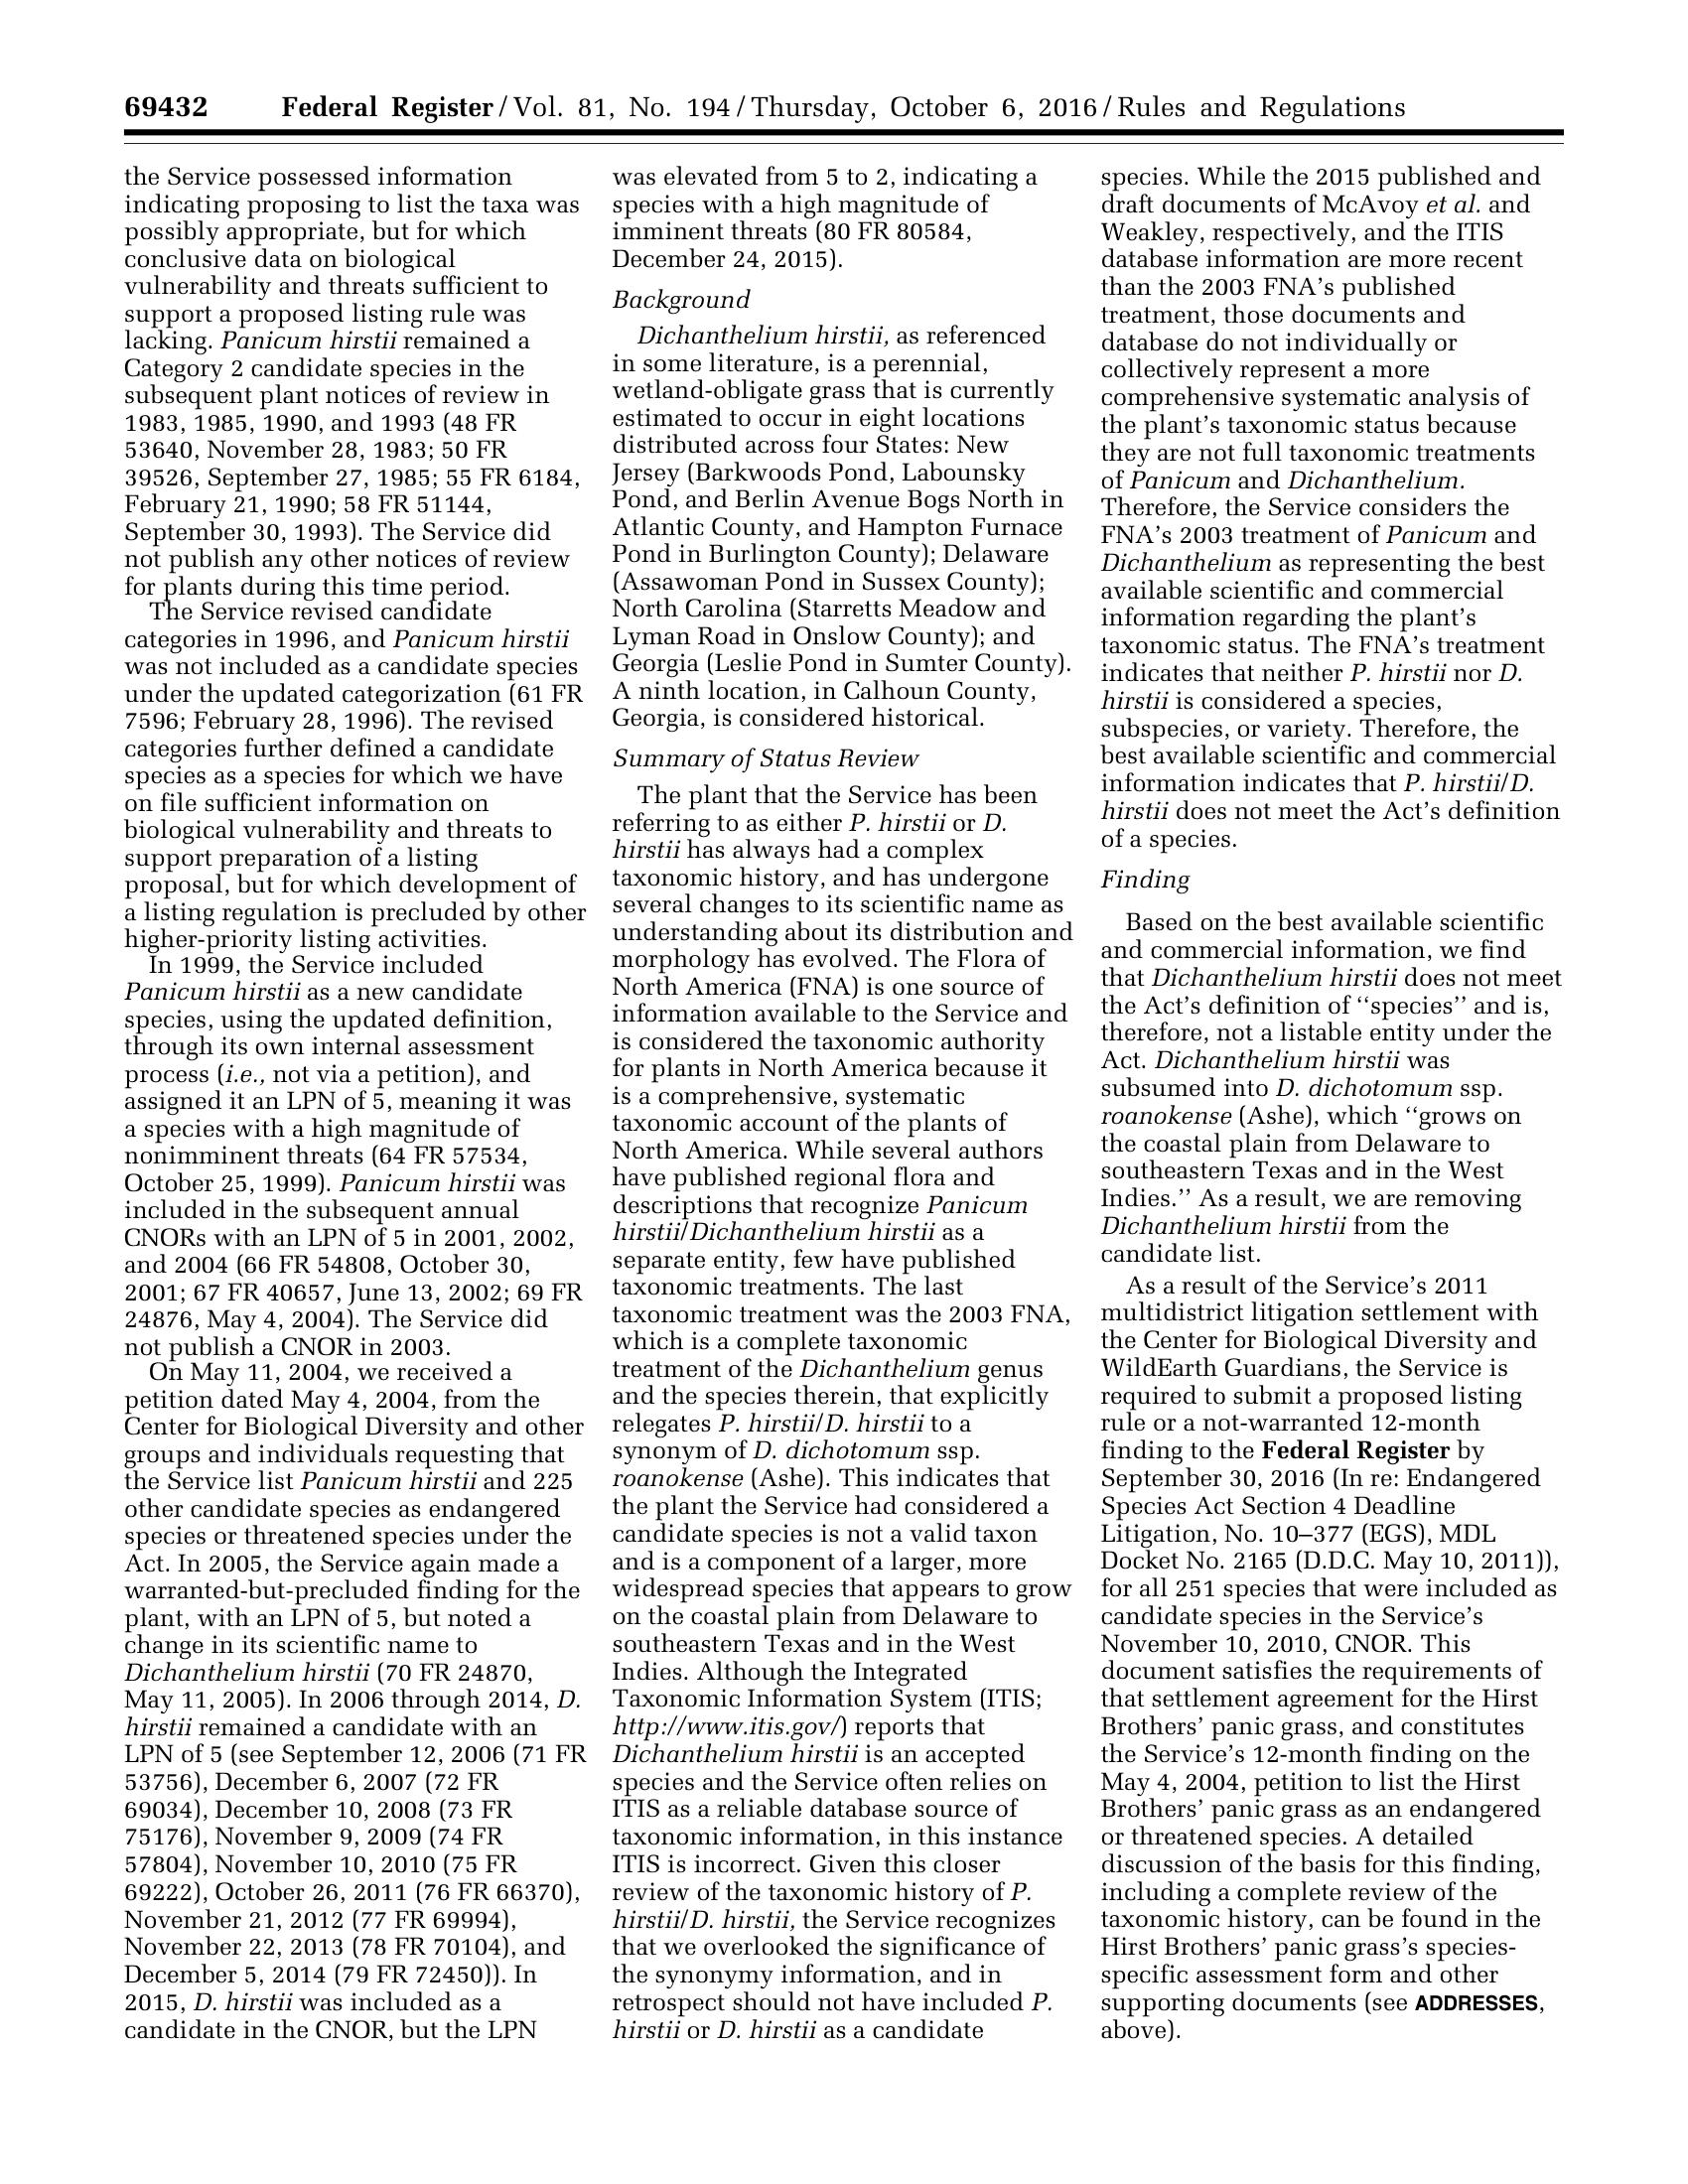 69432 Federal Register / Vol. 81, No. 194 / Thursday, October 6, 2016 / Rules and Regulations
the Service possessed information
indicating proposing to list the taxa was
possibly appropriate, but for which
conclusive data on biological
vulnerability and threats sufficient to
support a proposed listing rule was
lacking. Panicum hirstii remained a
Category 2 candidate species in the
subsequent plant notices of review in
1983, 1985, 1990, and 1993 (48 FR
53640, November 28, 1983; 50 FR
39526, September 27, 1985; 55 FR 6184,
February 21, 1990; 58 FR 51144,
September 30, 1993). The Service did
not publish any other notices of review
for plants during this time period.
The Service revised candidate
categories in 1996, and Panicum hirstii
was not included as a candidate species
under the updated categorization (61 FR
7596; February 28, 1996). The revised
categories further defined a candidate
species as a species for which we have
on file sufficient information on
biological vulnerability and threats to
support preparation of a listing
proposal, but for which development of
a listing regulation is precluded by other
higher-priority listing activities.
In 1999, the Service included
Panicum hirstii as a new candidate
species, using the updated definition,
through its own internal assessment
process (i.e., not via a petition), and
assigned it an LPN of 5, meaning it was
a species with a high magnitude of
nonimminent threats (64 FR 57534,
October 25, 1999). Panicum hirstii was
included in the subsequent annual
CNORs with an LPN of 5 in 2001, 2002,
and 2004 (66 FR 54808, October 30,
2001; 67 FR 40657, June 13, 2002; 69 FR
24876, May 4, 2004). The Service did
not publish a CNOR in 2003.
On May 11, 2004, we received a
petition dated May 4, 2004, from the
Center for Biological Diversity and other
groups and individuals requesting that
the Service list Panicum hirstii and 225
other candidate species as endangered
species or threatened species under the
Act. In 2005, the Service again made a
warranted-but-precluded finding for the
plant, with an LPN of 5, but noted a
change in its scientific name to
Dichanthelium hirstii (70 FR 24870,
May 11, 2005). In 2006 through 2014, D.
hirstii remained a candidate with an
LPN of 5 (see September 12, 2006 (71 FR
53756), December 6, 2007 (72 FR
69034), December 10, 2008 (73 FR
75176), November 9, 2009 (74 FR
57804), November 10, 2010 (75 FR
69222), October 26, 2011 (76 FR 66370),
November 21, 2012 (77 FR 69994),
November 22, 2013 (78 FR 70104), and
December 5, 2014 (79 FR 72450)). In
2015, D. hirstii was included as a
candidate in the CNOR, but the LPN
was elevated from 5 to 2, indicating a
species with a high magnitude of
imminent threats (80 FR 80584,
December 24, 2015).
Background
Dichanthelium hirstii, as referenced
in some literature, is a perennial,
wetland-obligate grass that is currently
estimated to occur in eight locations
distributed across four States: New
Jersey (Barkwoods Pond, Labounsky
Pond, and Berlin Avenue Bogs North in
Atlantic County, and Hampton Furnace
Pond in Burlington County); Delaware
(Assawoman Pond in Sussex County);
North Carolina (Starretts Meadow and
Lyman Road in Onslow County); and
Georgia (Leslie Pond in Sumter County).
A ninth location, in Calhoun County,
Georgia, is considered historical.
Summary of Status Review
The plant that the Service has been
referring to as either P. hirstii or D.
hirstii has always had a complex
taxonomic history, and has undergone
several changes to its scientific name as
understanding about its distribution and
morphology has evolved. The Flora of
North America (FNA) is one source of
information available to the Service and
is considered the taxonomic authority
for plants in North America because it
is a comprehensive, systematic
taxonomic account of the plants of
North America. While several authors
have published regional flora and
descriptions that recognize Panicum
hirstii/Dichanthelium hirstii as a
separate entity, few have published
taxonomic treatments. The last
taxonomic treatment was the 2003 FNA,
which is a complete taxonomic
treatment of the Dichanthelium genus
and the species therein, that explicitly
relegates P. hirstii/D. hirstii to a
synonym of D. dichotomum ssp.
roanokense (Ashe). This indicates that
the plant the Service had considered a
candidate species is not a valid taxon
and is a component of a larger, more
widespread species that appears to grow
on the coastal plain from Delaware to
southeastern Texas and in the West
Indies. Although the Integrated
Taxonomic Information System (ITIS;
http://www.itis.gov/) reports that
Dichanthelium hirstii is an accepted
species and the Service often relies on
ITIS as a reliable database source of
taxonomic information, in this instance
ITIS is incorrect. Given this closer
review of the taxonomic history of P.
hirstii/D. hirstii, the Service recognizes
that we overlooked the significance of
the synonymy information, and in
retrospect should not have included P.
hirstii or D. hirstii as a candidate
species. While the 2015 published and
draft documents of McAvoy et al. and
Weakley, respectively, and the ITIS
database information are more recent
than the 2003 FNA's published
treatment, those documents and
database do not individually or
collectively represent a more
comprehensive systematic analysis of
the plant's taxonomic status because
they are not full taxonomic treatments
of Panicum and Dichanthelium.
Therefore, the Service considers the
FNA's 2003 treatment of Panicum and
Dichanthelium as representing the best
available scientific and commercial
information regarding the plant's
taxonomic status. The FNA's treatment
indicates that neither P. hirstii nor D.
hirstii is considered a species,
subspecies, or variety. Therefore, the
best available scientific and commercial
information indicates that P. hirstii/D.
hirstii does not meet the Act's definition
of a species.
Finding
Based on the best available scientific
and commercial information, we find
that Dichanthelium hirstii does not meet
the Act's definition of ''species'' and is,
therefore, not a listable entity under the
Act. Dichanthelium hirstii was
subsumed into D. dichotomum ssp.
roanokense (Ashe), which ''grows on
the coastal plain from Delaware to
southeastern Texas and in the West
Indies.'' As a result, we are removing
Dichanthelium hirstii from the
candidate list.
As a result of the Service's 2011
multidistrict litigation settlement with
the Center for Biological Diversity and
WildEarth Guardians, the Service is
required to submit a proposed listing
rule or a not-warranted 12-month
finding to the Federal Register by
September 30, 2016 (In re: Endangered
Species Act Section 4 Deadline
Litigation, No. 10–377 (EGS), MDL
Docket No. 2165 (D.D.C. May 10, 2011)),
for all 251 species that were included as
candidate species in the Service's
November 10, 2010, CNOR. This
document satisfies the requirements of
that settlement agreement for the Hirst
Brothers' panic grass, and constitutes
the Service's 12-month finding on the
May 4, 2004, petition to list the Hirst
Brothers' panic grass as an endangered
or threatened species. A detailed
discussion of the basis for this finding,
including a complete review of the
taxonomic history, can be found in the
Hirst Brothers' panic grass's species-
specific assessment form and other
supporting documents (see ADDRESSES,
above).